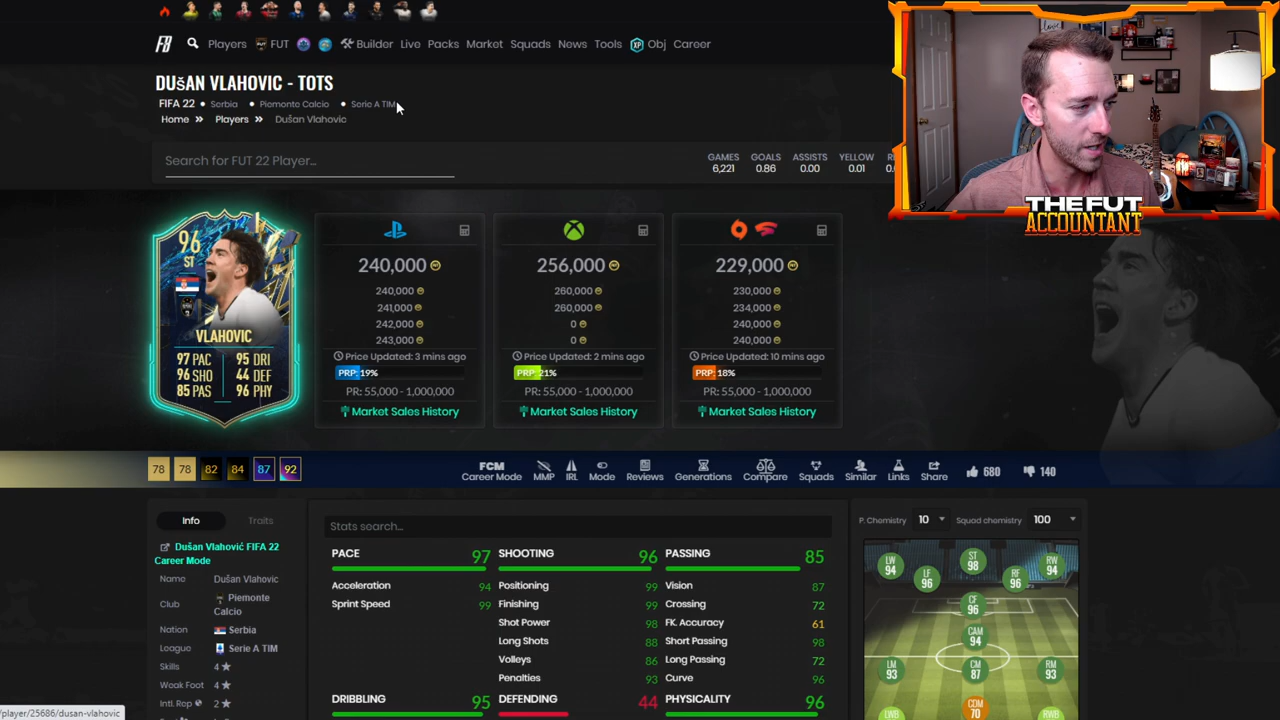 FB Players FUT Builder Live Packs Market Squads News Tools XP Obj Career
DUšAN VLAHOVIC - TOTS
FIFA 22 • Serbia • Piemonte Calcio • Serie A TIM
Home » Players » Dušan Vlahovic
Search for FUT 22 Player...
GAMES GOALS ASSISTS YELLOW
6,221 0.86 0.00 0.01 0.
THE FUT
ACCOUNTANT
96
ST
VLAHOVIC
97 PAC 95 DRI
96 SHO 44 DEF
85 PAS 96 PHY
240,000
240,000
241,000
242,000
243,000
Price Updated: 3 mins ago
PRP: 19%
PR: 55,000 - 1,000,000
Market Sales History
256,000
260,000
260,000
0
0
Price Updated: 2 mins ago
PRP: 21%
PR: 55,000 - 1,000,000
Market Sales History
229,000
230,000
234,000
240,000
240,000
Price Updated: 10 mins ago
PRP: 18%
PR: 55,000 - 1,000,000
Market Sales History
78 78 82 84 87 92
FCM
Career Mode MMP IRL Mode Reviews Generations Compare Squads Similar Links Share 680 140
Info Traits
Dušan Vlahović FIFA 22
Career Mode
Name Dušan Vlahovic
Club Piemonte
Calcio
Nation Serbia
League Serie A TIM
Skills 4★
Weak Foot 4★
Intl. Rep 2★
Stats search...
PACE 97
Acceleration 94
Sprint Speed 99
SHOOTING 96
Positioning 99
Finishing 99
Shot Power 98
Long Shots 88
Volleys 86
Penalties 93
PASSING 85
Vision 87
Crossing 72
FK. Accuracy 61
Short Passing 98
Long Passing 72
Curve 96
DRIBBLING 95 DEFENDING 44 PHYSICALITY 96
P. Chemistry 10 Squad chemistry 100
LW
94
ST
98
RW
94
LF
96
RF
96
CF
96
CAM
94
LM
93
CM
87
RM
93
CDM
70
LWB
RWB
/player/25686/dusan-vlahovic